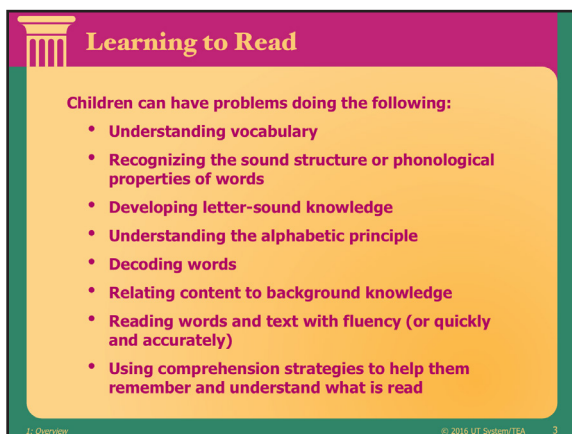 Learning to Read
Children can have problems doing the following:
• Understanding vocabulary
• Recognizing the sound structure or phonological
properties of words
• Developing letter-sound knowledge
• Understanding the alphabetic principle
• Decoding words
• Relating content to background knowledge
• Reading words and text with fluency (or quickly
and accurately)
• Using comprehension strategies to help them
remember and understand what is read
1: Overview © 2016 UT System/TEA 3